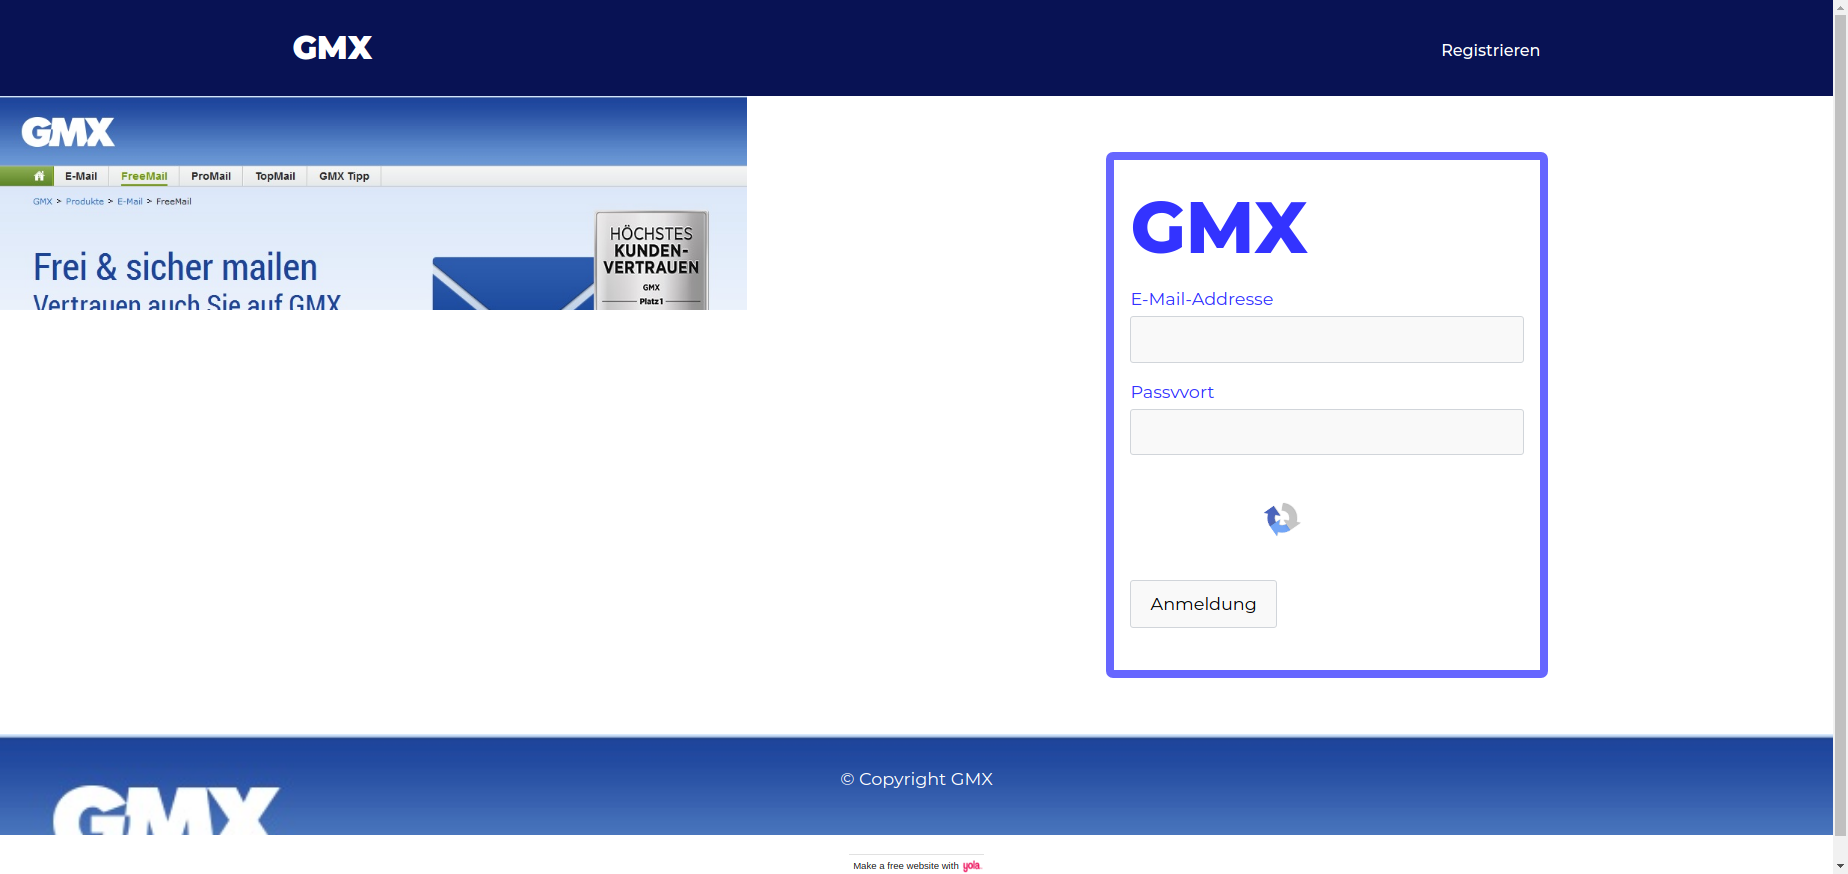 GMX
Registrieren
GMX
E-Mail FreeMail ProMail TopMail GMX Tipp
GMX > Produkte > E-Mail > FreeMail
Frei & sicher mailen
Vertrauen auch Sie auf GMX
HÖCHSTES
KUNDEN-
VERTRAUEN
GMX
Platz 1
GMX
E-Mail-Addresse
Passvvort
Anmeldung
© Copyright GMX
GMX
Make a free website with yola